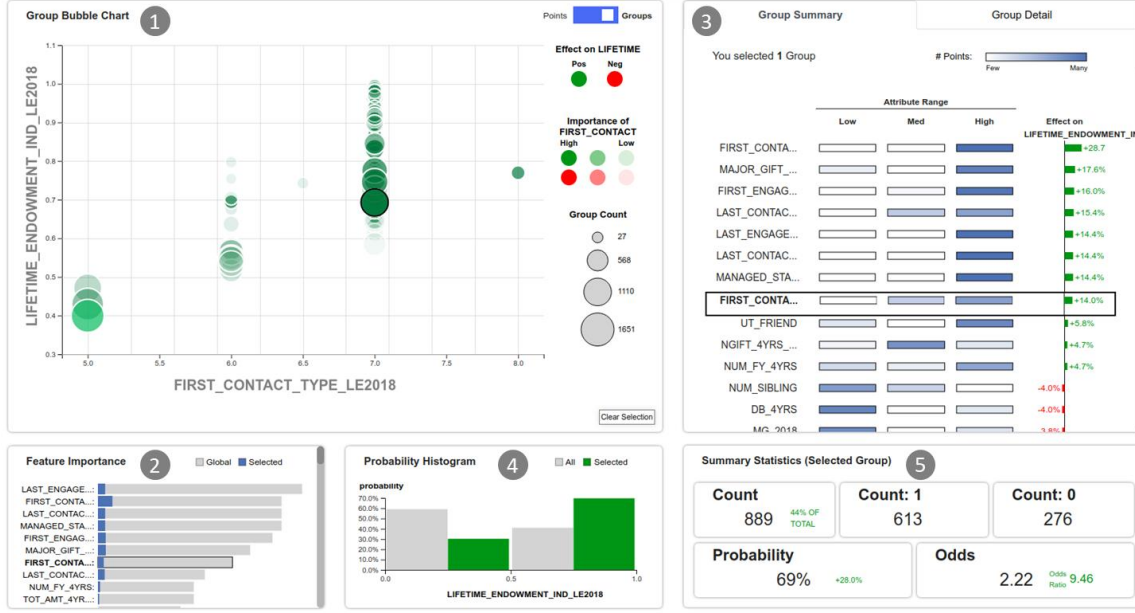 Group Bubble Chart
1
Points Groups
LIFETIME_ENDOWMENT_IND_LE2018
1.1
1.0
0.9
0.8
0.7
0.6
0.5
0.4
0.3
5.0 5.5 6.0 6.5 7.0 7.5 8.0
FIRST_CONTACT_TYPE_LE2018
Effect on LIFETIME
Pos Neg
Importance of
FIRST_CONTACT
High Low
Group Count
27
568
1110
1651
Clear Selection
3
Group Summary Group Detail
You selected 1 Group
# Points:
Few Many
Attribute Range
Low Med High Effect on
LIFETIME_ENDOWMENT_IN
FIRST_CONTA... +28.7
MAJOR_GIFT_... +17.6%
FIRST_ENGAG... +16.0%
LAST_CONTAC... +15.4%
LAST_ENGAGE... +14.4%
LAST_CONTAC... +14.4%
MANAGED_STA... +14.4%
FIRST_CONTA... +14.0%
UT_FRIEND +5.8%
NGIFT_4YRS_... +4.7%
NUM_FY_4YRS +4.7%
NUM_SIBLING -4.0%
DB_4YRS -4.0%
MG_2018 -3.8%
Feature Importance
2
Global Selected
LAST_ENGAGE...:
FIRST_CONTA...:
LAST_CONTAC...:
MANAGED_STA...:
FIRST_ENGAG...:
MAJOR_GIFT_...:
FIRST_CONTA...:
LAST_CONTAC...:
NUM_FY_4YRS:
TOT_AMT_4YR...:
Probability Histogram
4
All Selected
probability
70.0%
60.0%
50.0%
40.0%
30.0%
20.0%
10.0%
0.0%
0.0 0.5 1.0
LIFETIME_ENDOWMENT_IND_LE2018
Summary Statistics (Selected Group)
5
Count
889 44% OF
TOTAL
Count: 1
613
Count: 0
276
Probability
69% +28.0%
Odds
2.22 Odds
Ratio 9.46